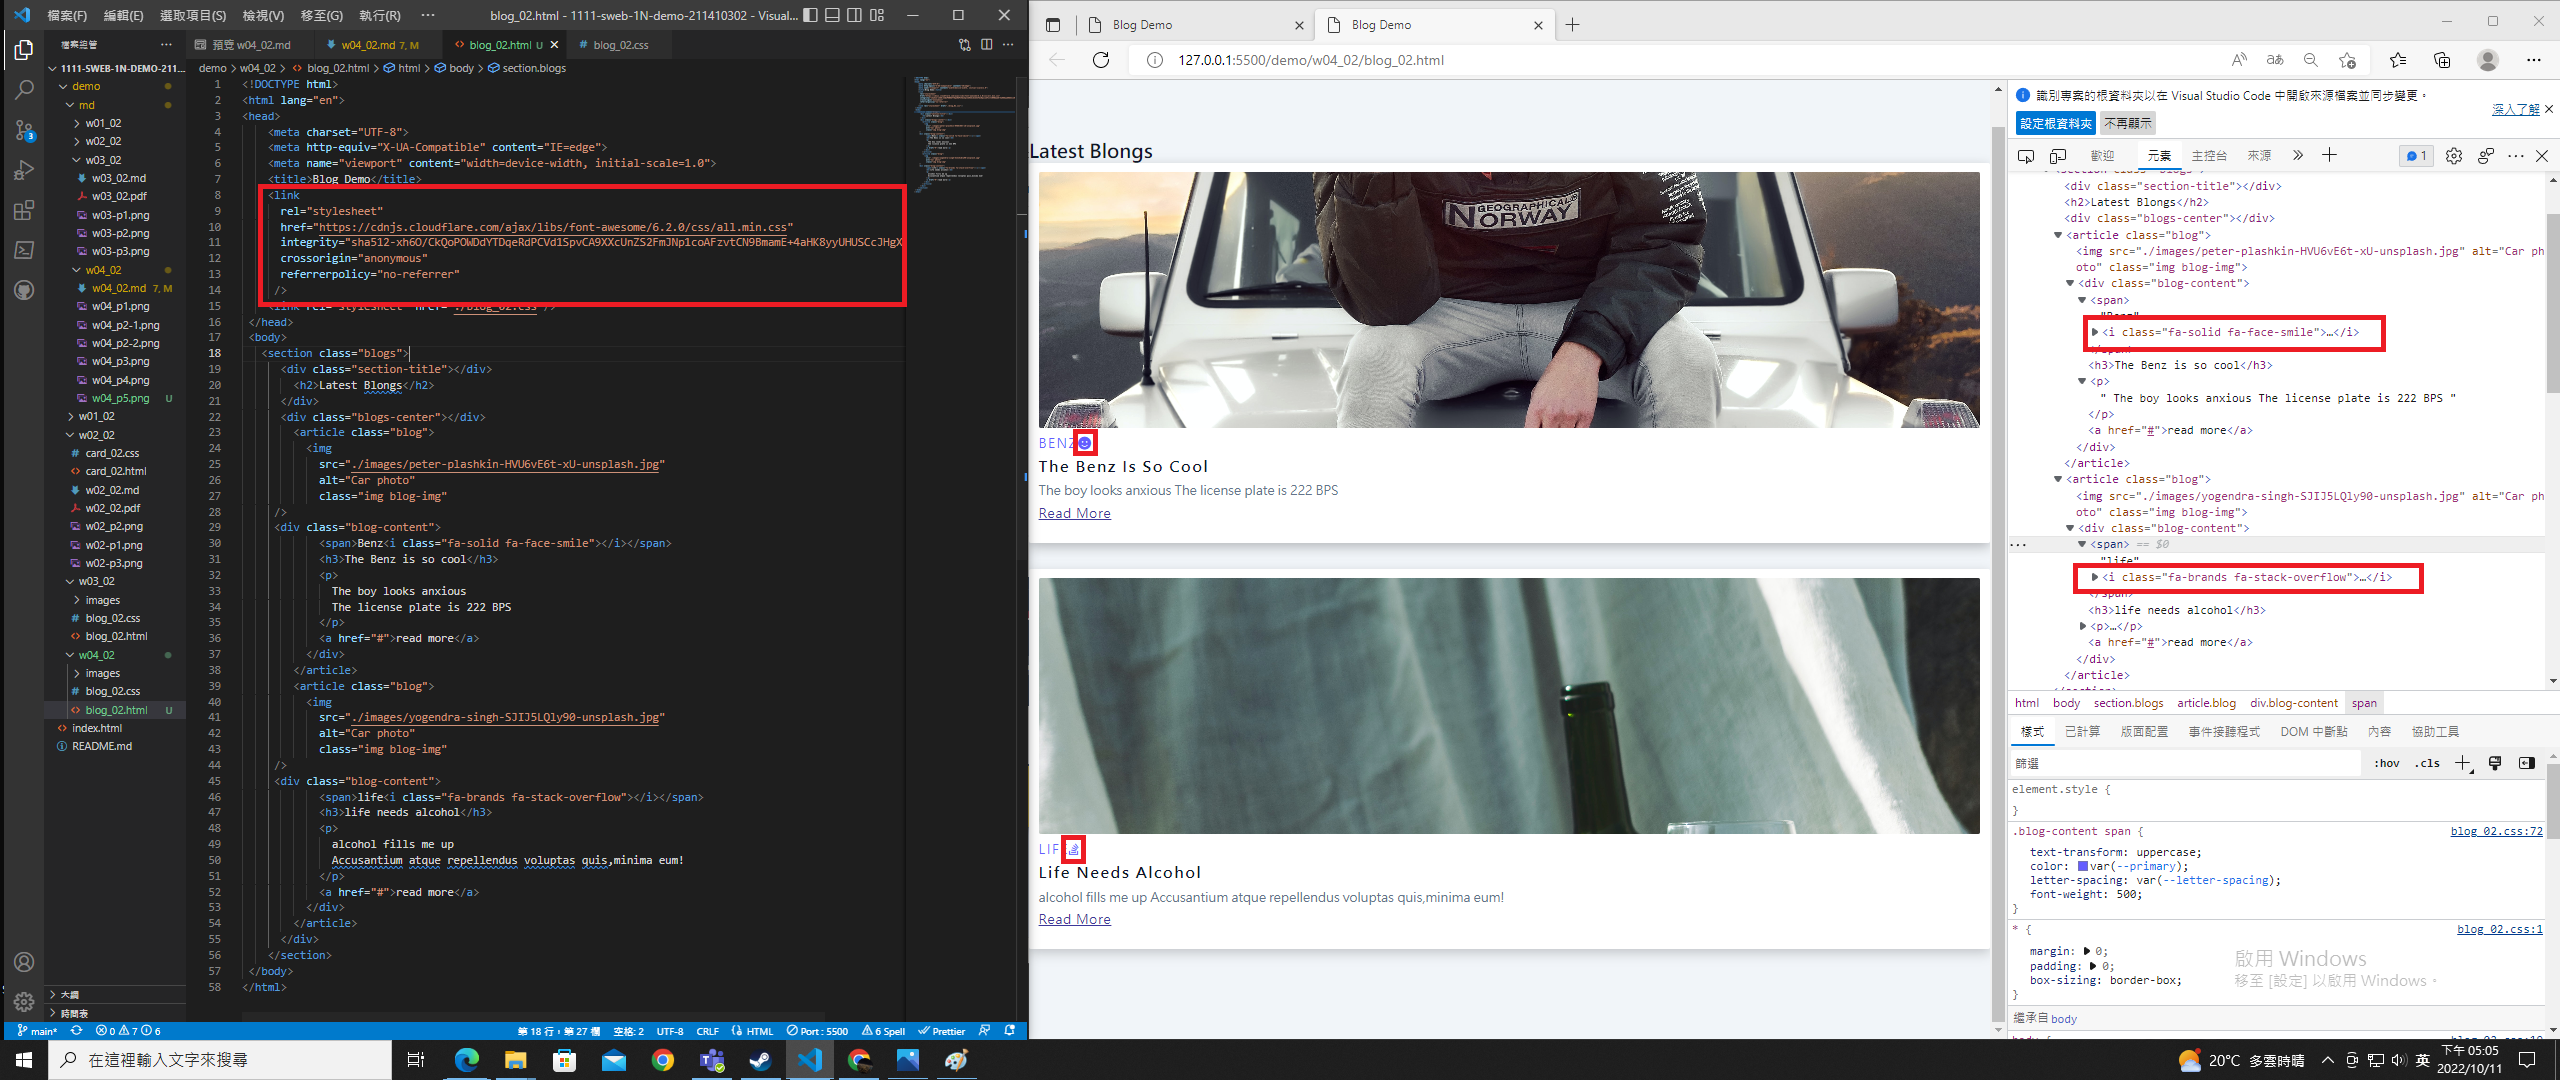 檔案(F) 編輯(E) 選取項目(S) 檢視(V) 移至(G) 執行(R) ··· blog_02.html - 1111-sweb-1N-demo-211410302 - Visual...
檔案總管 ···
1111-SWEB-1N-DEMO-211...
demo
md
w01_02
w02_02
w03_02
w03_02.md
w03_02.pdf
w03-p1.png
w03-p2.png
w03-p3.png
w04_02
w04_02.md 7, M
w04_p1.png
w04_p2-1.png
w04_p2-2.png
w04_p3.png
w04_p4.png
w04_p5.png U
w01_02
w02_02
card_02.css
card_02.html
w02_02.md
w02_02.pdf
w02_p2.png
w02-p1.png
w02-p3.png
w03_02
images
blog_02.css
blog_02.html
w04_02
images
blog_02.css
blog_02.html U
index.html
README.md
大綱
時間表
預覽 w04_02.md w04_02.md 7, M blog_02.html U blog_02.css
demo > w04_02 > blog_02.html > html > body > section.blogs
1 <!DOCTYPE html>
2 <html lang="en">
3 <head>
4 <meta charset="UTF-8">
5 <meta http-equiv="X-UA-Compatible" content="IE=edge">
6 <meta name="viewport" content="width=device-width, initial-scale=1.0">
7 <title>Blog Demo</title>
8 <link
9 rel="stylesheet"
10 href="https://cdnjs.cloudflare.com/ajax/libs/font-awesome/6.2.0/css/all.min.css"
11 integrity="sha512-xh6O/CkQoPOWDdYTDqeRdPCVd1SpvCA9XXcUnZS2FmJNp1coAFzvtCN9BmamE+4aHK8yyUHUSCcJHgX
12 crossorigin="anonymous"
13 referrerpolicy="no-referrer"
14 />
15 <link rel="stylesheet" href="./blog_02.css"/>
16 </head>
17 <body>
18 <section class="blogs">
19 <div class="section-title"></div>
20 <h2>Latest Blongs</h2>
21 </div>
22 <div class="blogs-center"></div>
23 <article class="blog">
24 <img
25 src="./images/peter-plashkin-HVU6vE6t-xU-unsplash.jpg"
26 alt="Car photo"
27 class="img blog-img"
28 />
29 <div class="blog-content">
30 <span>Benz<i class="fa-solid fa-face-smile"></i></span>
31 <h3>The Benz is so cool</h3>
32 <p>
33 The boy looks anxious
34 The license plate is 222 BPS
35 </p>
36 <a href="#">read more</a>
37 </div>
38 </article>
39 <article class="blog">
40 <img
41 src="./images/yogendra-singh-SJIJ5LQly90-unsplash.jpg"
42 alt="Car photo"
43 class="img blog-img"
44 />
45 <div class="blog-content">
46 <span>life<i class="fa-brands fa-stack-overflow"></i></span>
47 <h3>life needs alcohol</h3>
48 <p>
49 alcohol fills me up
50 Accusantium atque repellendus voluptas quis,minima eum!
51 </p>
52 <a href="#">read more</a>
53 </div>
54 </article>
55 </div>
56 </section>
57 </body>
58 </html>
main* 0 7 6 第 18 行，第 27 欄 空格: 2 UTF-8 CRLF HTML Port : 5500 6 Spell Prettier
Blog Demo
Blog Demo
127.0.0.1:5500/demo/w04_02/blog_02.html
Latest Blongs
GEOGRAPHICAL
NORWAY
BENZ
The Benz Is So Cool
The boy looks anxious The license plate is 222 BPS
Read More
LIF
Life Needs Alcohol
alcohol fills me up Accusantium atque repellendus voluptas quis,minima eum!
Read More
識別專案的根資料夾以在 Visual Studio Code 中開啟來源檔案並同步變更。
深入了解
設定根資料夾 不再顯示
歡迎 元素 主控台 來源 1
<section class="blogs">
<div class="section-title"></div>
<h2>Latest Blongs</h2>
<div class="blogs-center"></div>
<article class="blog">
<img src="./images/peter-plashkin-HVU6vE6t-xU-unsplash.jpg" alt="Car ph
oto" class="img blog-img">
<div class="blog-content">
<span>
"Benz"
<i class="fa-solid fa-face-smile">…</i>
</span>
<h3>The Benz is so cool</h3>
<p>
" The boy looks anxious The license plate is 222 BPS "
</p>
<a href="#">read more</a>
</div>
</article>
<article class="blog">
<img src="./images/yogendra-singh-SJIJ5LQly90-unsplash.jpg" alt="Car ph
oto" class="img blog-img">
<div class="blog-content">
<span> == $0
"life"
<i class="fa-brands fa-stack-overflow">…</i>
</span>
<h3>life needs alcohol</h3>
<p>…</p>
<a href="#">read more</a>
</div>
</article>
html body section.blogs article.blog div.blog-content span
樣式 已計算 版面配置 事件接聽程式 DOM 中斷點 內容 協助工具
篩選 :hov .cls
element.style {
}
.blog-content span { blog_02.css:72
text-transform: uppercase;
color: var(--primary);
letter-spacing: var(--letter-spacing);
font-weight: 500;
}
* { blog_02.css:1
margin: 0;
padding: 0;
box-sizing: border-box;
}
啟用 Windows
移至 [設定] 以啟用 Windows。
繼承自 body
body {
在這裡輸入文字來搜尋
20°C 多雲時晴 英 下午 05:05
2022/10/11